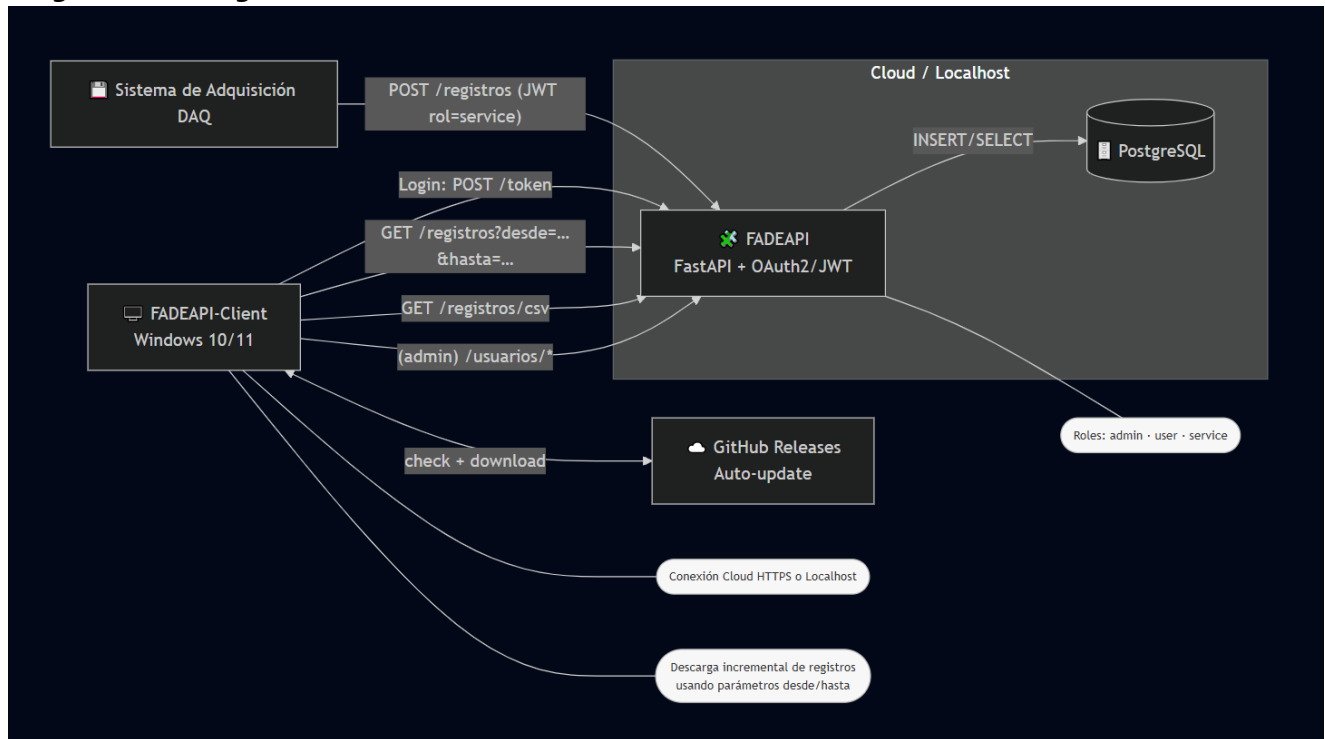 Sistema de Adquisición
DAQ
POST /registros (JWT
rol=service)
Cloud / Localhost
INSERT/SELECT
PostgreSQL
Login: POST /token
GET /registros?desde=…
&hasta=…
FADEAPI
FastAPI + OAuth2/JWT
FADEAPI-Client
Windows 10/11
GET /registros/csv
(admin) /usuarios/*
Roles: admin · user · service
check + download
GitHub Releases
Auto-update
Conexión Cloud HTTPS o Localhost
Descarga incremental de registros
usando parámetros desde/hasta